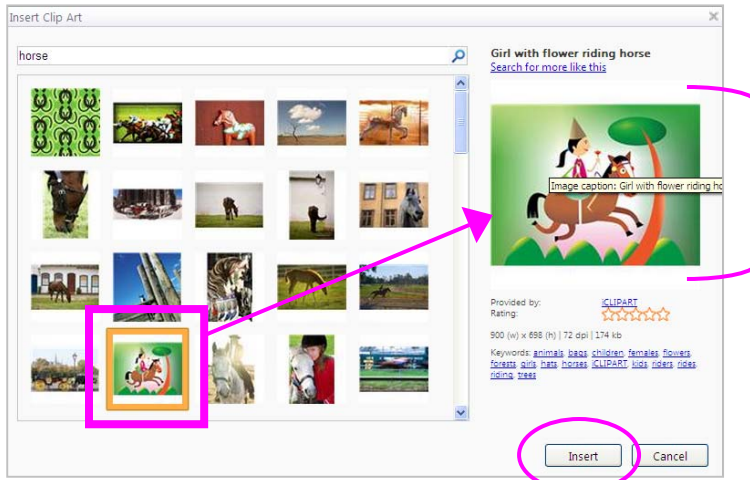 Insert Clip Art
horse
Girl with flower riding horse
Search for more like this
Image caption: Girl with flower riding ho
Provided by: iCLIPART
Rating:
900 (w) x 698 (h) | 72 dpi | 174 kb
Keywords: animals, bags, children, females, flowers,
forests, girls, hats, horses, iCLIPART, kids, riders, rides,
riding, trees
Insert
Cancel